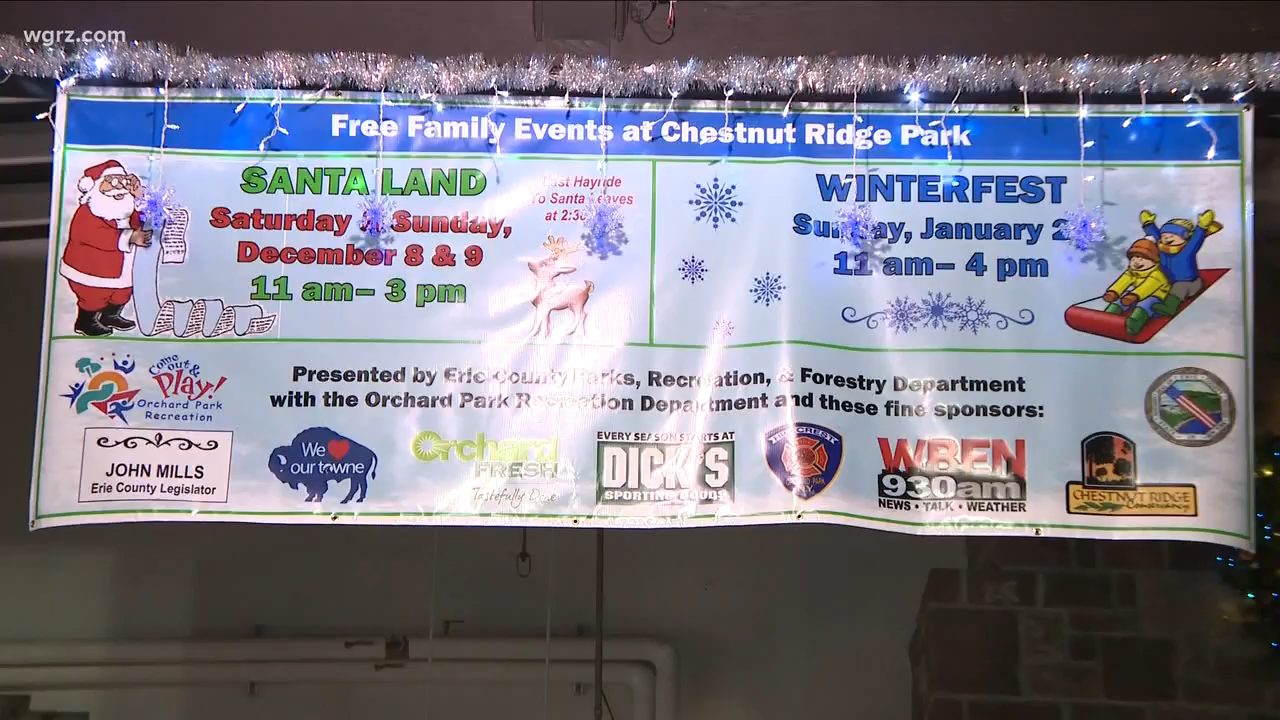 wgrz.com
Free Family Events at Chestnut Ridge Park
SANTA LAND
Saturday & Sunday,
December 8 & 9
11 am– 3 pm
Last Hayride
To Santa Leaves
at 2:30
WINTERFEST
Sunday, January
11 am– 4 pm
Presented by Erie County Parks, Recreation, & Forestry Department
with the Orchard Park Recreation Department and these fine sponsors:
Come out & Play!
Orchard Park
Recreation
JOHN MILLS
Erie County Legislator
We
our towne
Orchard
FRESH
Tastefully Done
EVERY SEASON STARTS AT
DICK'S
SPORTING GOODS
HILLCREST
WBEN
930am
NEWS • TALK • WEATHER
CHESTNUT RIDGE
Conservancy